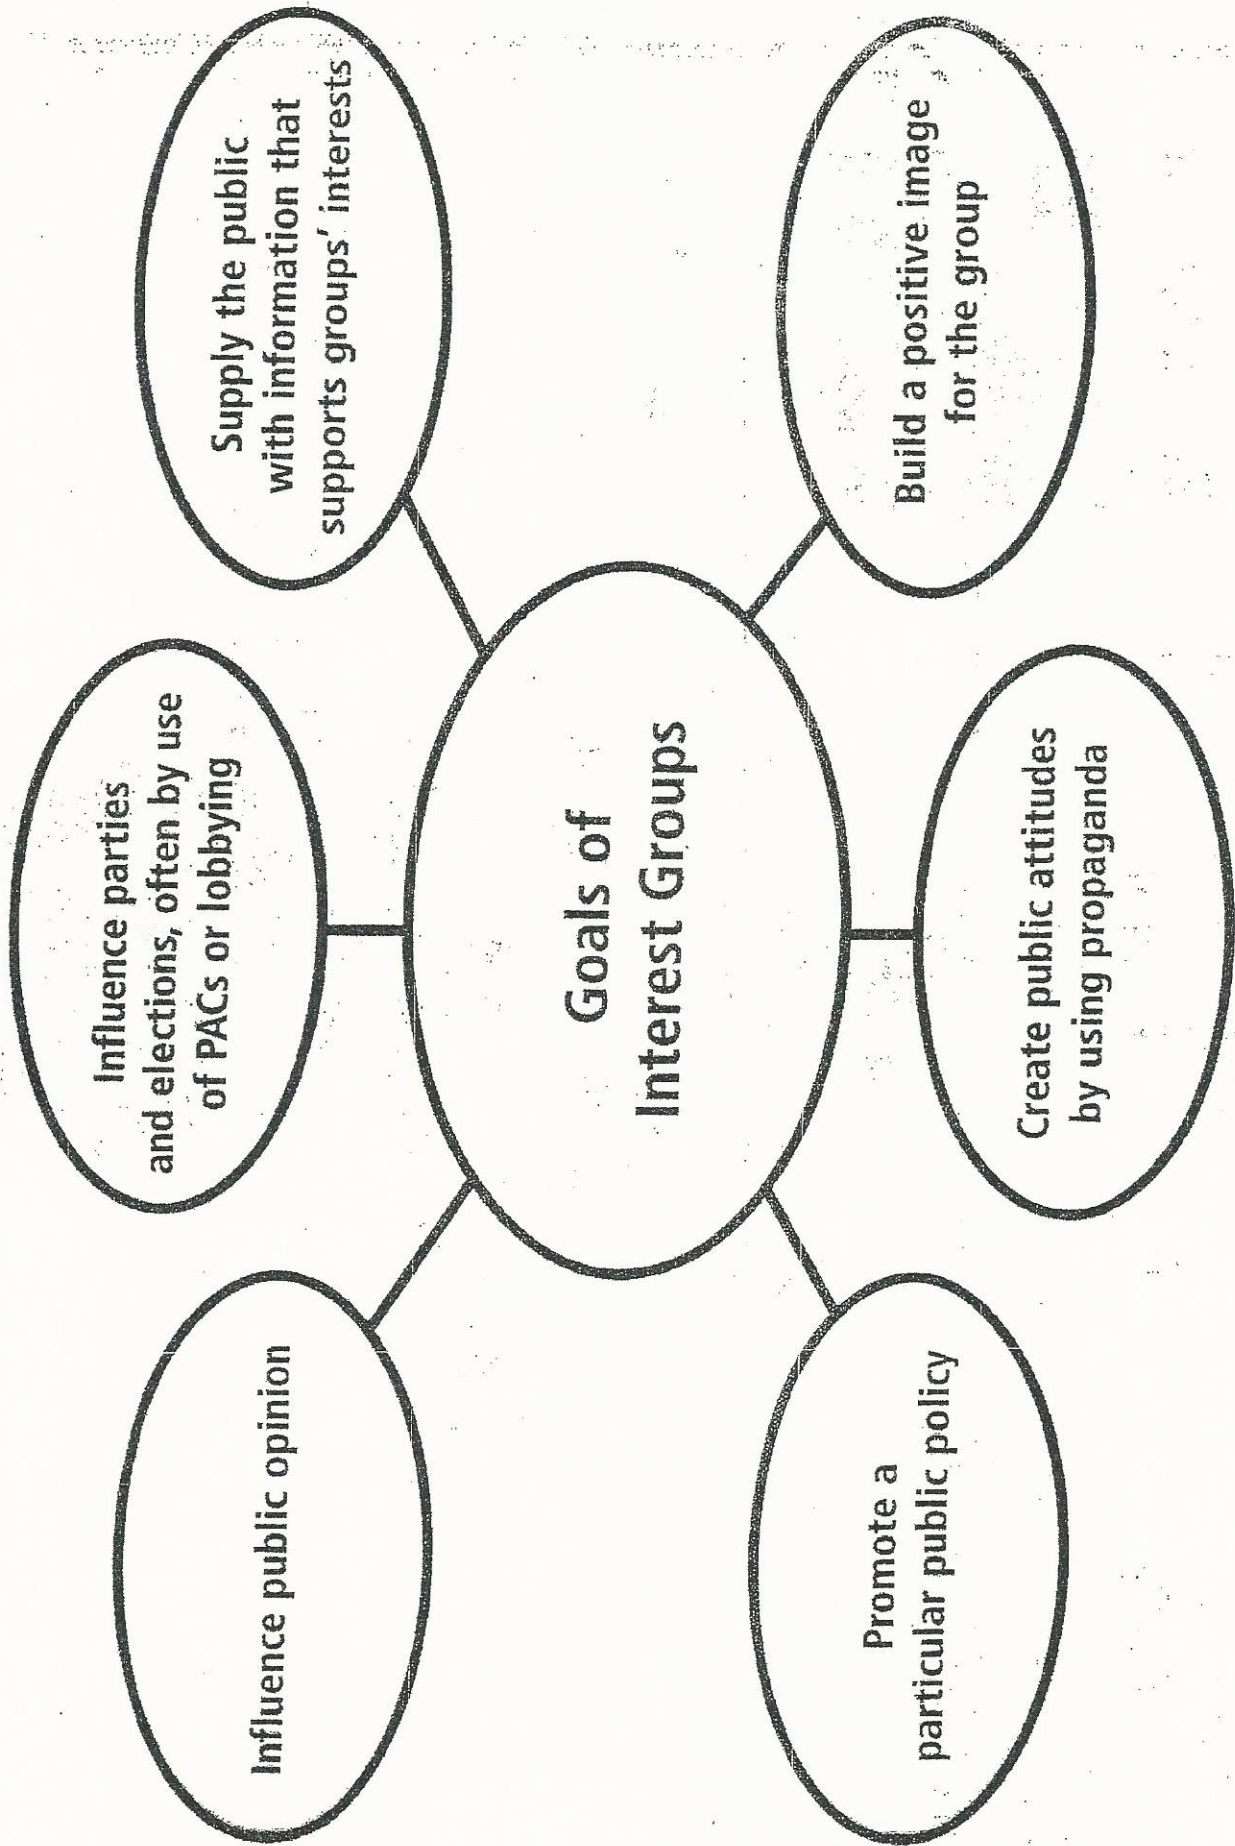 Influence public opinion
Influence parties
and elections, often by use
of PACs or lobbying
Supply the public
with information that
supports groups' interests
Goals of
Interest Groups
Promote a
particular public policy
Create public attitudes
by using propaganda
Build a positive image
for the group